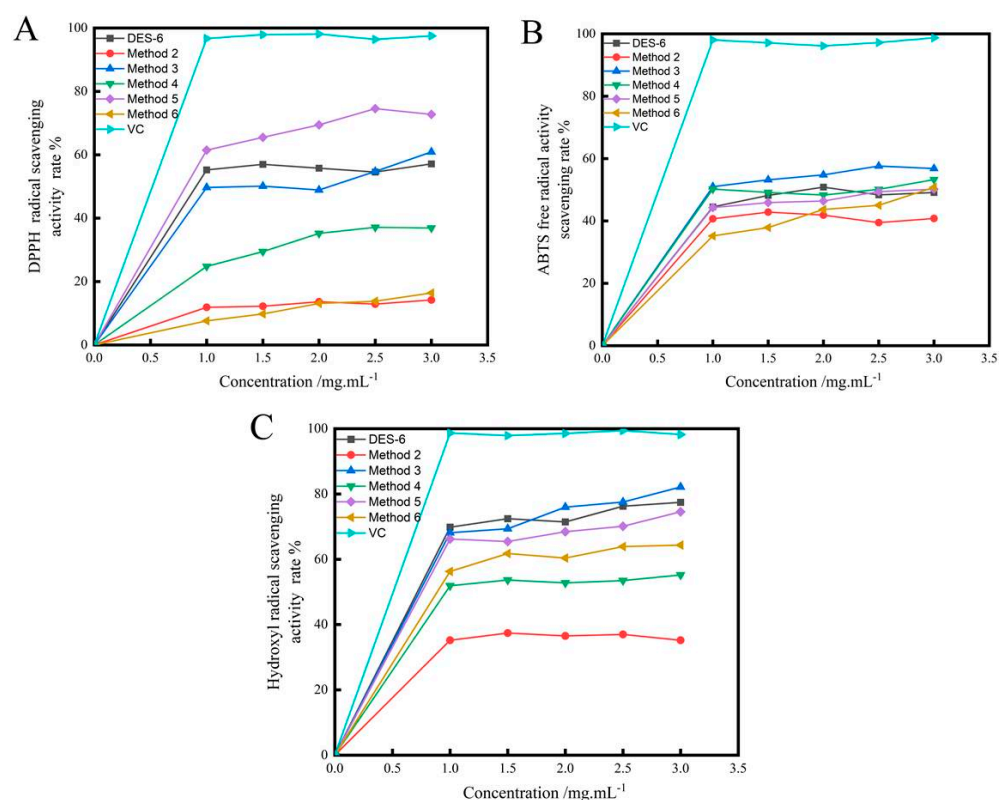 A
DPPH radical scavenging
activity rate %
100
80
60
40
20
0
DES-6
Method 2
Method 3
Method 4
Method 5
Method 6
VC
0.0 0.5 1.0 1.5 2.0 2.5 3.0 3.5
Concentration /mg.mL-1
B
ABTS free radical activity
scavenging rate %
100
80
60
40
20
0
DES-6
Method 2
Method 3
Method 4
Method 5
Method 6
VC
0.0 0.5 1.0 1.5 2.0 2.5 3.0 3.5
Concentration /mg.mL-1
C
Hydroxyl radical scavenging
activity rate %
100
80
60
40
20
0
DES-6
Method 2
Method 3
Method 4
Method 5
Method 6
VC
0.0 0.5 1.0 1.5 2.0 2.5 3.0 3.5
Concentration /mg.mL-1